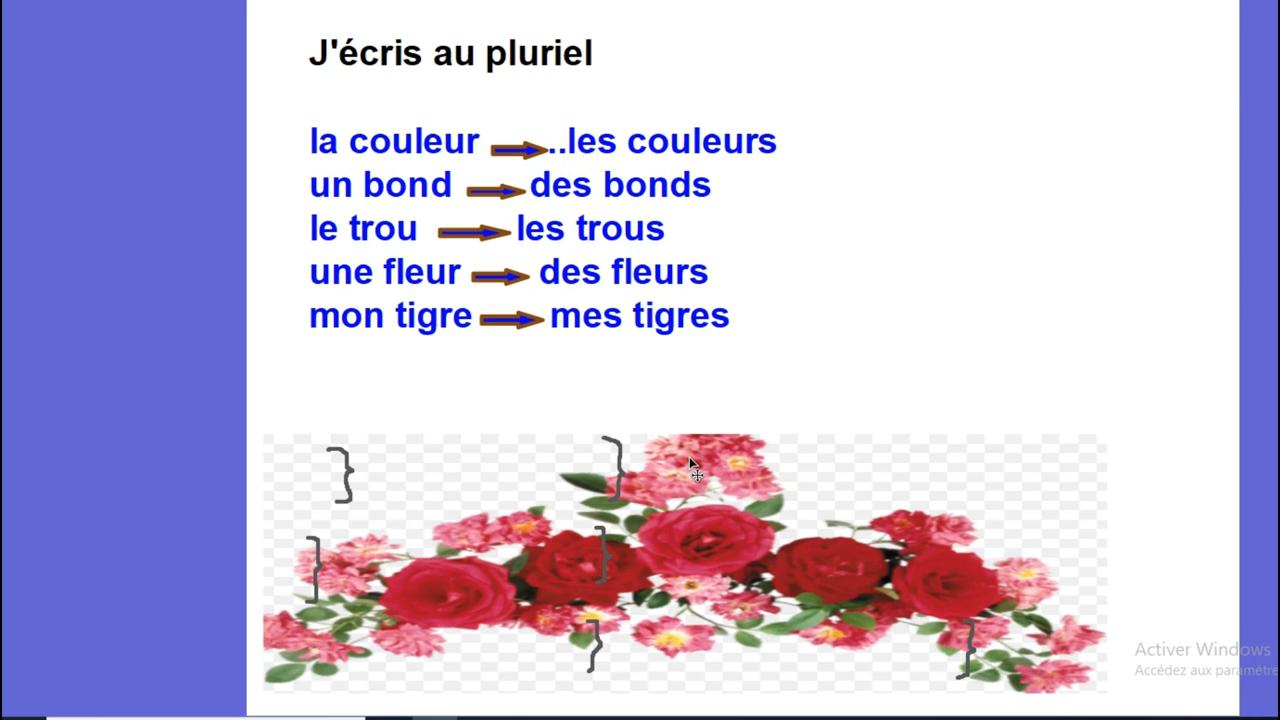 J'écris au pluriel
la couleur ..les couleurs
un bond des bonds
le trou les trous
une fleur des fleurs
mon tigre mes tigres
Activer Windows
Accédez aux paramètre